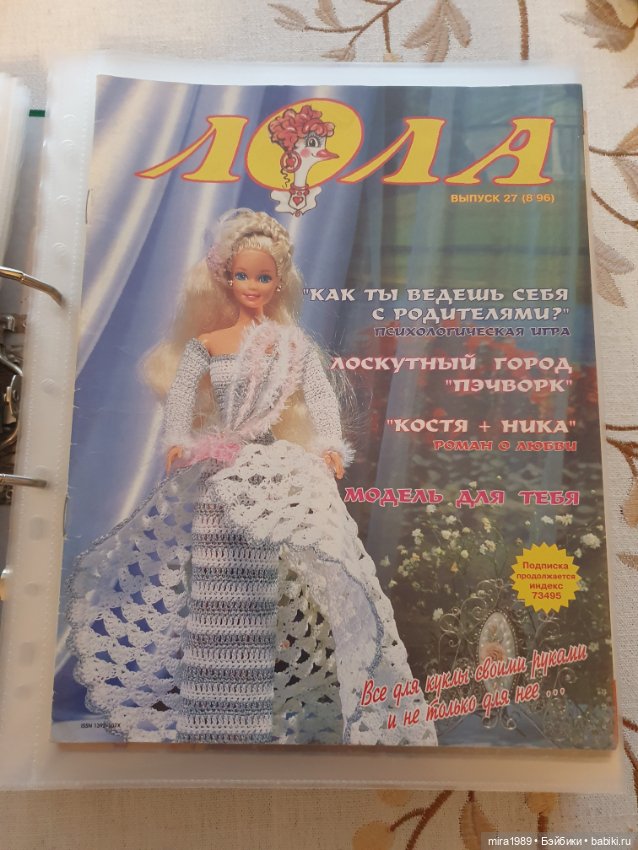 ЛОЛА
ВЫПУСК 27 (8'96)
"КАК ТЫ ВЕДЕШЬ СЕБЯ
С РОДИТЕЛЯМИ?"
ПСИХОЛОГИЧЕСКАЯ ИГРА
ЛОСКУТНЫЙ ГОРОД
"ПЭЧВОРК"
"КОСТЯ + НИКА"
РОМАН О ЛЮБВИ
МОДЕЛЬ ДЛЯ ТЕБЯ
Подписка
продолжается
индекс
73495
Все для куклы своими руками
и не только для нее ...
ISSN
mira1989 • Бэйбики • babiki.ru